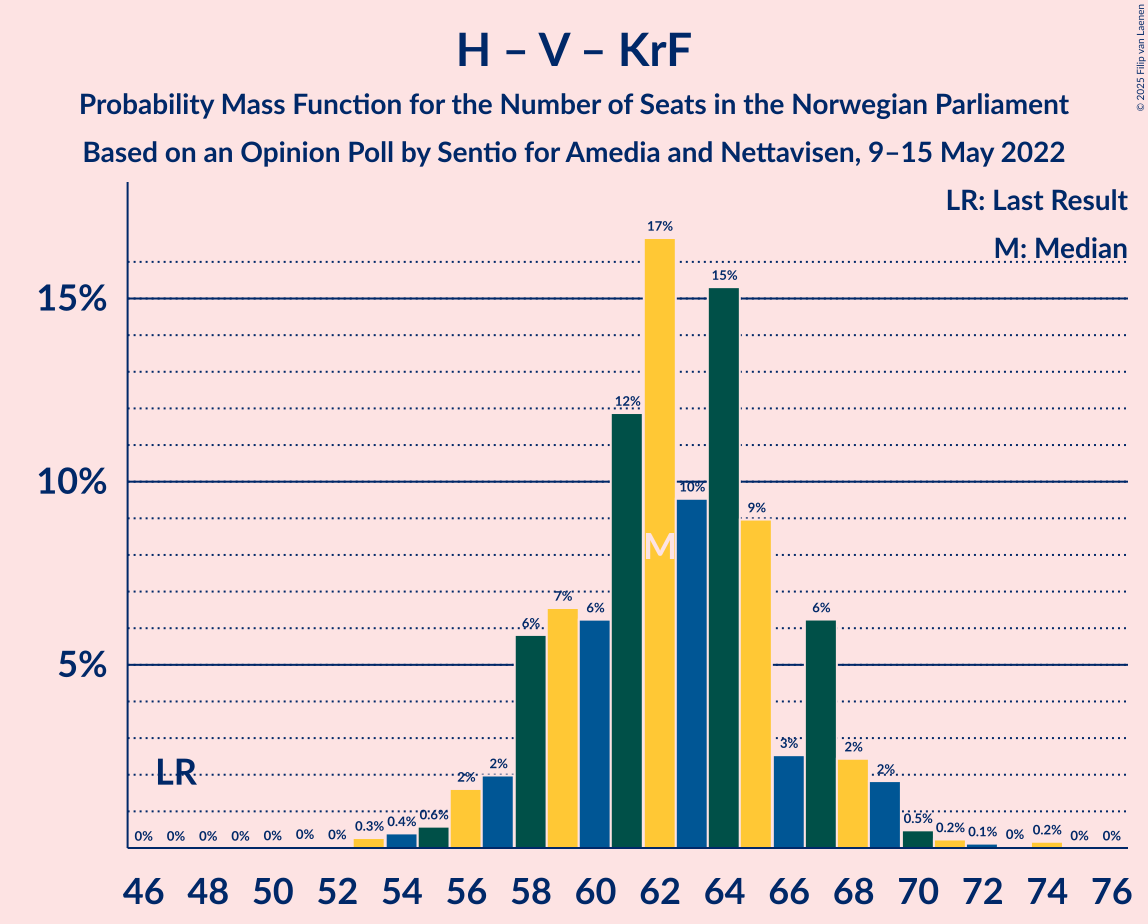 H – V – KrF
Probability Mass Function for the Number of Seats in the Norwegian Parliament
Based on an Opinion Poll by Sentio for Amedia and Nettavisen, 9–15 May 2022
© 2025 Filip van Laenen
LR: Last Result
M: Median
15%
10%
5%
LR
M
0% 0% 0% 0% 0% 0% 0% 0.3% 0.4% 0.6% 2% 2% 6% 7% 6% 12% 17% 10% 15% 9% 3% 6% 2% 2% 0.5% 0.2% 0.1% 0% 0.2% 0% 0%
46 48 50 52 54 56 58 60 62 64 66 68 70 72 74 76